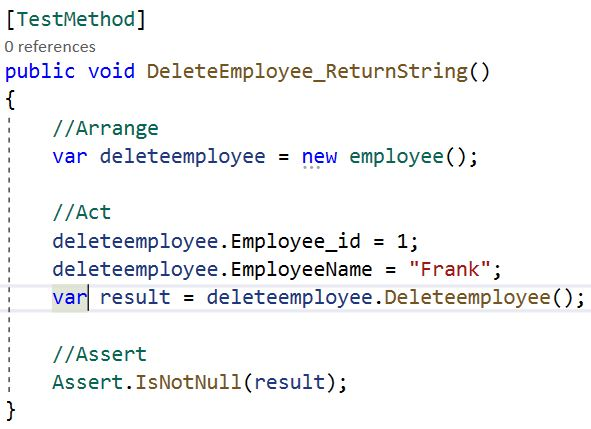 [TestMethod]
0 references
public void DeleteEmployee_ReturnString()
{
//Arrange
var deleteemployee = new employee();
//Act
deleteemployee.Employee_id = 1;
deleteemployee.EmployeeName = "Frank";
var result = deleteemployee.Deleteemployee();
//Assert
Assert.IsNotNull(result);
}